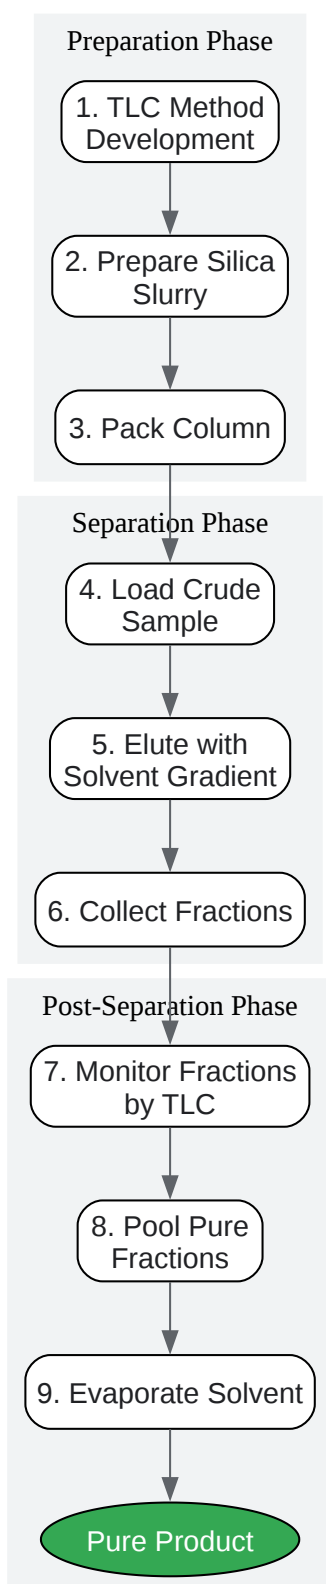 Preparation Phase
1. TLC Method
Development
2. Prepare Silica
Slurry
3. Pack Column
Separation Phase
4. Load Crude
Sample
5. Elute with
Solvent Gradient
6. Collect Fractions
Post-Separation Phase
7. Monitor Fractions
by TLC
8. Pool Pure
Fractions
9. Evaporate Solvent
Pure Product